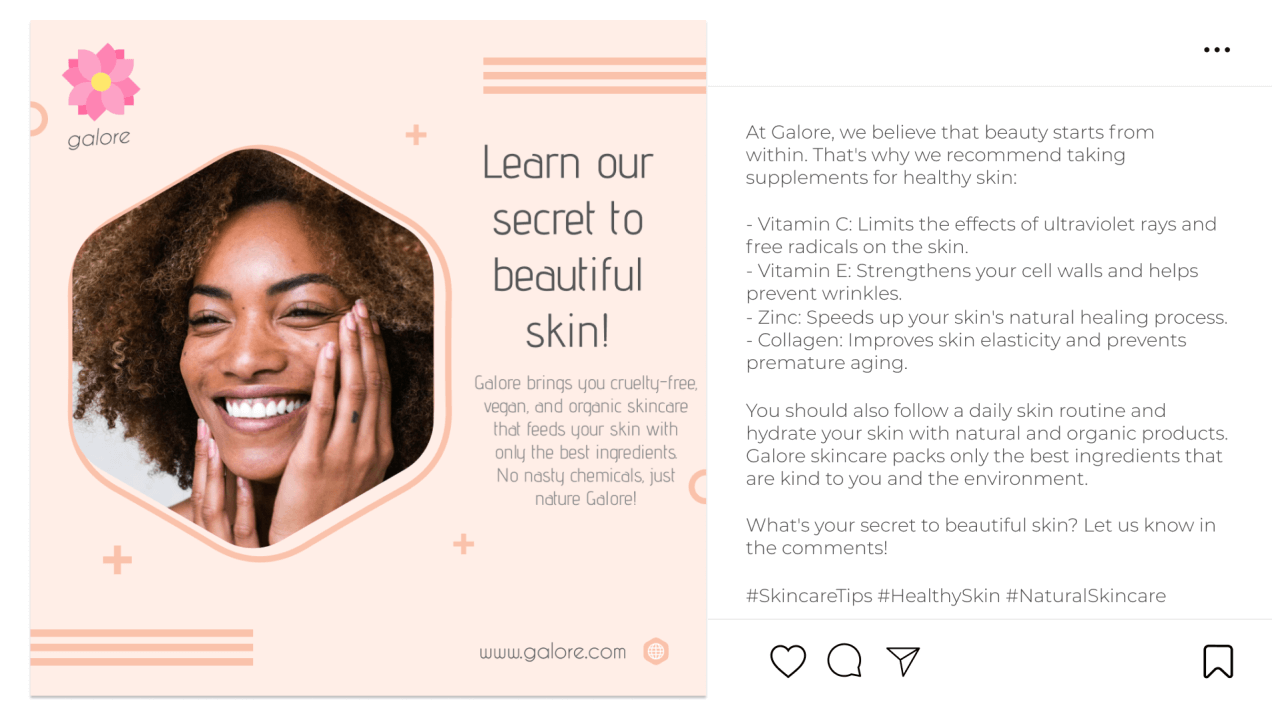 galore
Learn our
secret to
beautiful
skin!
Galore brings you cruelty-free,
vegan, and organic skincare
that feeds your skin with
only the best ingredients.
No nasty chemicals, just
nature Galore!
www.galore.com
At Galore, we believe that beauty starts from
within. That's why we recommend taking
supplements for healthy skin:
- Vitamin C: Limits the effects of ultraviolet rays and
free radicals on the skin.
- Vitamin E: Strengthens your cell walls and helps
prevent wrinkles.
- Zinc: Speeds up your skin's natural healing process.
- Collagen: Improves skin elasticity and prevents
premature aging.
You should also follow a daily skin routine and
hydrate your skin with natural and organic products.
Galore skincare packs only the best ingredients that
are kind to you and the environment.
What's your secret to beautiful skin? Let us know in
the comments!
#SkincareTips #HealthySkin #NaturalSkincare